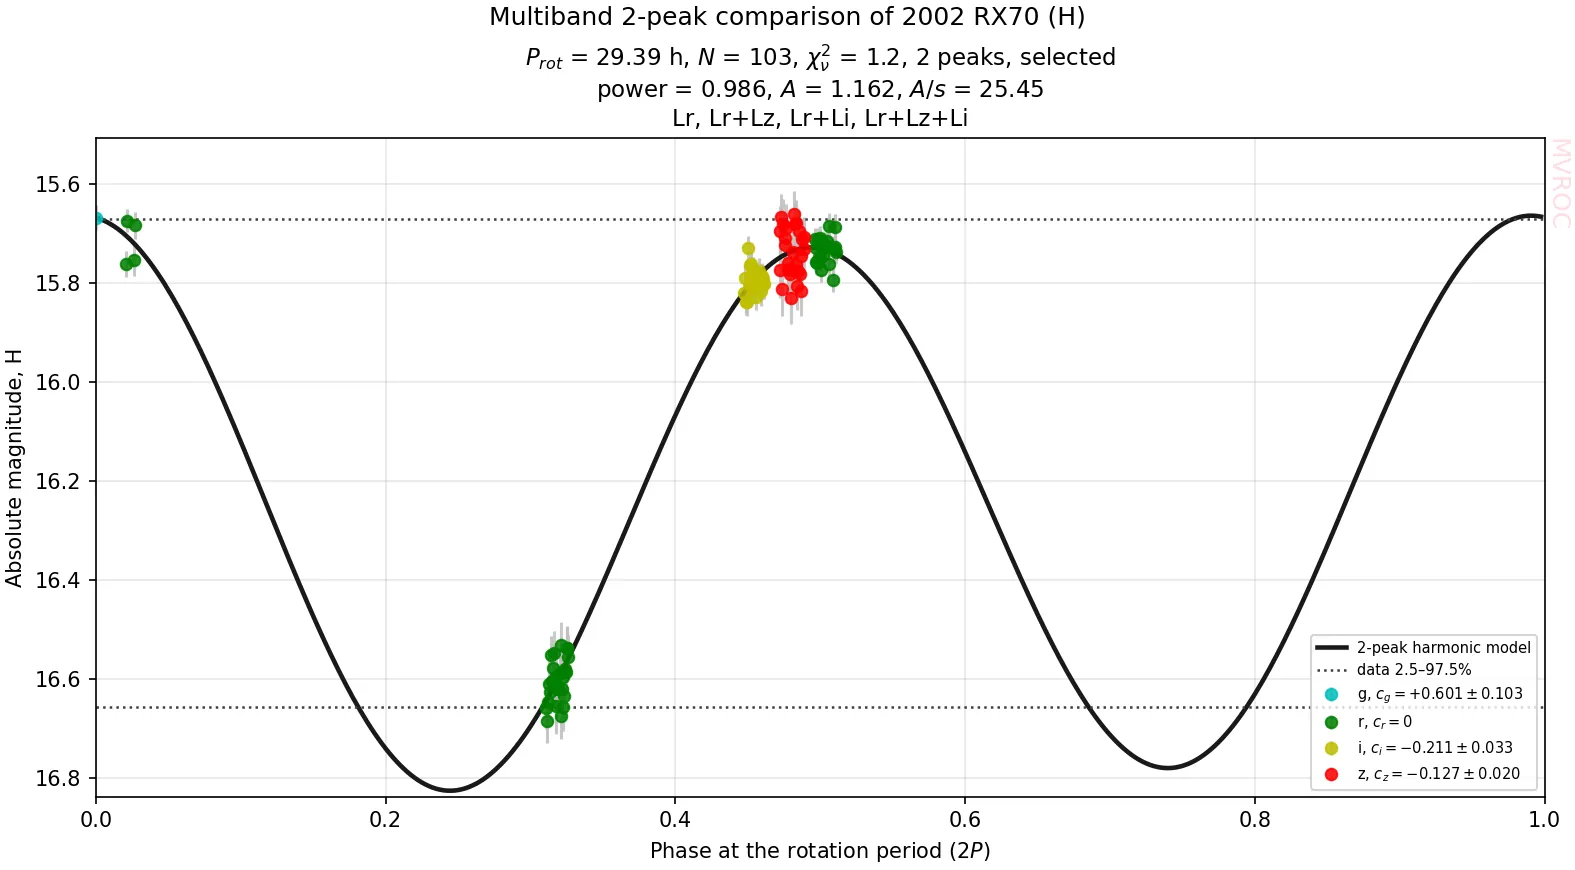 Multiband 2-peak comparison of 2002 RX70 (H)
P_rot = 29.39 h, N = 103, χ²_ν = 1.2, 2 peaks, selected
power = 0.986, A = 1.162, A/s = 25.45
Lr, Lr+Lz, Lr+Li, Lr+Lz+Li
MVROC
Absolute magnitude, H
15.6
15.8
16.0
16.2
16.4
16.6
16.8
2-peak harmonic model
data 2.5–97.5%
g, c_g = +0.601 ± 0.103
r, c_r = 0
i, c_i = −0.211 ± 0.033
z, c_z = −0.127 ± 0.020
0.0 0.2 0.4 0.6 0.8 1.0
Phase at the rotation period (2P)